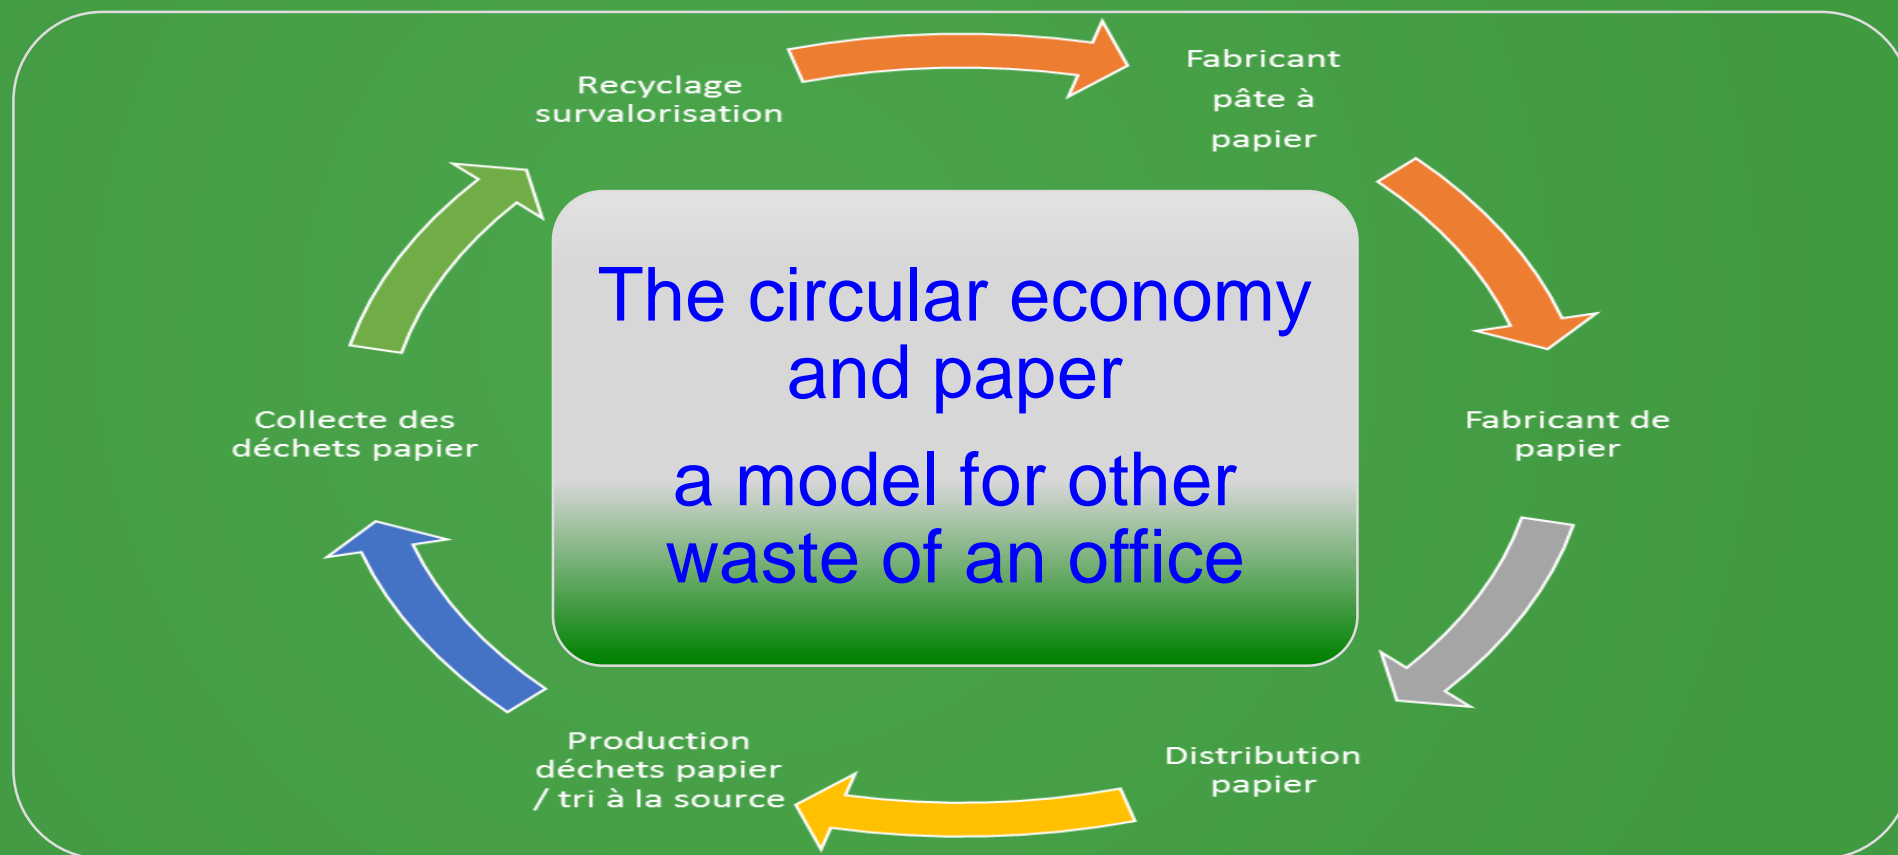 Recyclage
survalorisation
Fabricant
pâte à
papier
The circular economy
and paper
a model for other
waste of an office
Collecte des
déchets papier
Fabricant de
papier
Production
déchets papier
/ tri à la source
Distribution
papier